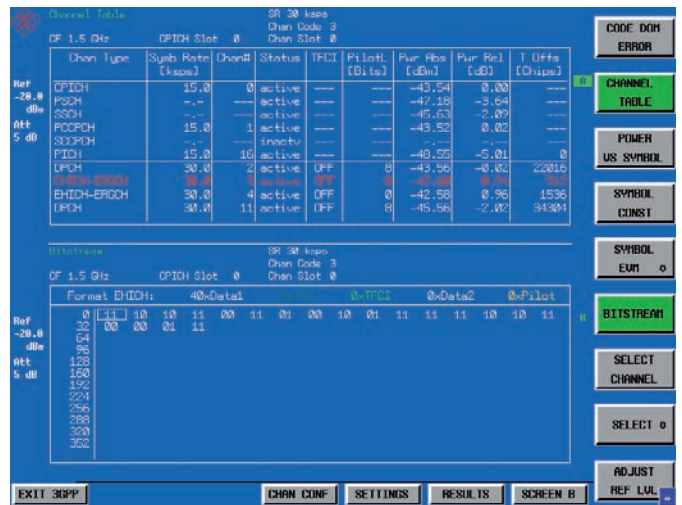 Channel Table
SR 30 ksps
Chan Code 3
CF 1.5 GHz CPICH Slot 0 Chan Slot 0
Chan Type Symb Rate Chan# Status TFCI PilotL Pwr Abs Pwr Rel T Offs
[ksps] [Bits] [dBm] [dB] [Chips]
CPICH 15.0 0 active --- --- -43.54 0.00 ---
PSCH -.- --- active --- --- -47.18 -3.64 ---
SSCH -.- --- active --- --- -45.63 -2.09 ---
PCCPCH 15.0 1 active --- --- -43.52 0.02 ---
SCCPCH -.- --- inactv --- --- -.- -.- ---
PICH 15.0 16 active --- --- -48.55 -5.01 0
DPCH 30.0 2 active OFF 8 -43.56 -0.02 22016
30.0 3 active OFF
EHICH-ERGCH 30.0 4 active OFF 0 -42.58 0.96 1536
DPCH 30.0 11 active OFF 8 -45.56 -2.02 34304
Ref
-20.0
dBm
Att
5 dB
A
Bitstream
SR 30 ksps
Chan Code 3
CF 1.5 GHz CPICH Slot 0 Chan Slot 0
Format EHICH: 40xData1 0xTFCI 0xData2 0xPilot
0 11 10 10 11 00 11 01 00 10 01 11 11 11 10 10 11
32 00 00 01 11
64
96
128
160
192
224
256
288
320
352
Ref
-20.0
dBm
Att
5 dB
B
CODE DOM
ERROR
CHANNEL
TABLE
POWER
VS SYMBOL
SYMBOL
CONST
SYMBOL
EVM
BITSTREAM
SELECT
CHANNEL
SELECT
ADJUST
REF LVL
EXIT 3GPP CHAN CONF SETTINGS RESULTS SCREEN B